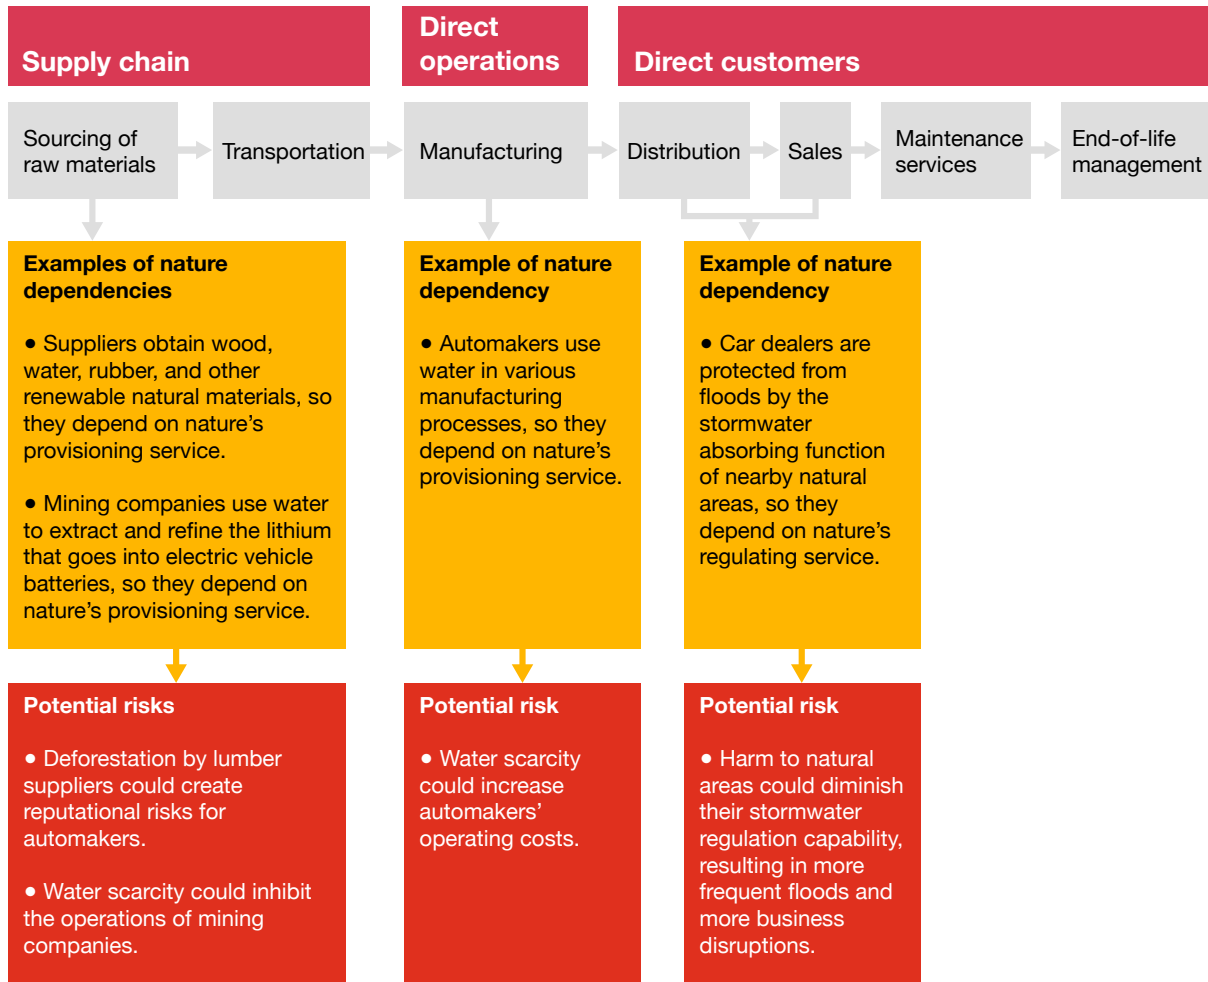 Supply chain
Direct
operations
Direct customers
Sourcing of
raw materials
Transportation
Manufacturing
Distribution
Sales
Maintenance
services
End-of-life
management
Examples of nature
dependencies
● Suppliers obtain wood,
water, rubber, and other
renewable natural materials, so
they depend on nature’s
provisioning service.
● Mining companies use water
to extract and refine the lithium
that goes into electric vehicle
batteries, so they depend on
nature’s provisioning service.
Example of nature
dependency
● Automakers use
water in various
manufacturing
processes, so they
depend on nature’s
provisioning service.
Example of nature
dependency
● Car dealers are
protected from
floods by the
stormwater
absorbing function
of nearby natural
areas, so they
depend on nature’s
regulating service.
Potential risks
● Deforestation by lumber
suppliers could create
reputational risks for
automakers.
● Water scarcity could inhibit
the operations of mining
companies.
Potential risk
● Water scarcity
could increase
automakers’
operating costs.
Potential risk
● Harm to natural
areas could diminish
their stormwater
regulation capability,
resulting in more
frequent floods and
more business
disruptions.